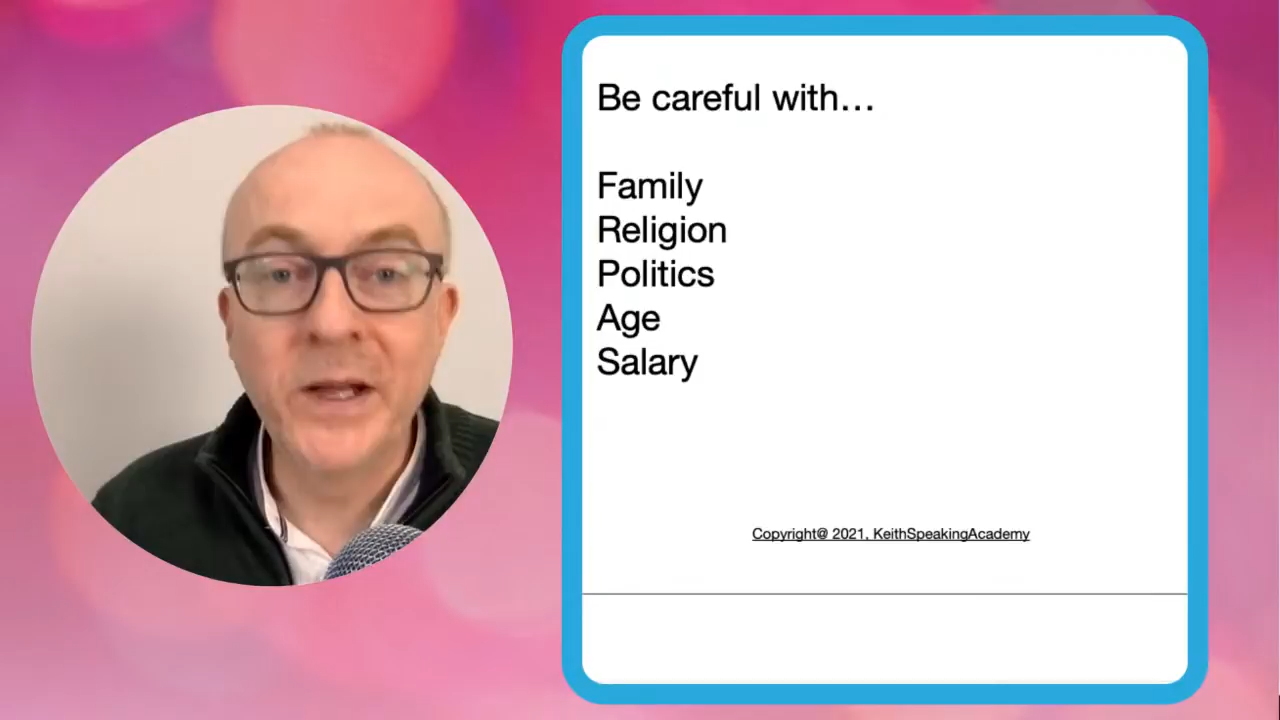 Be careful with…
Family
Religion
Politics
Age
Salary
Copyright@ 2021, KeithSpeakingAcademy